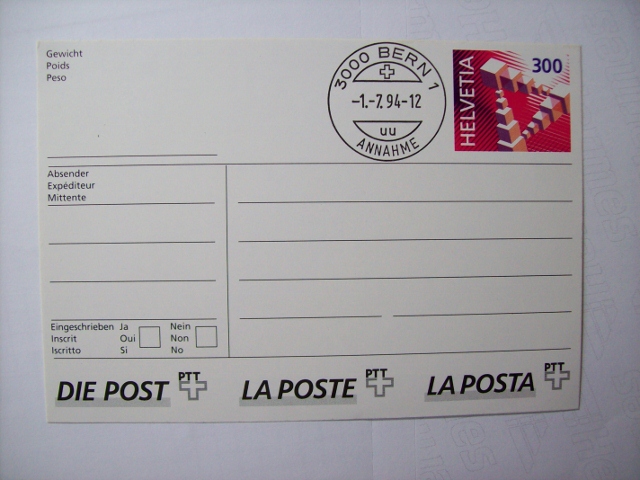 Gewicht
Poids
Peso
3000 BERN 1
-1.-7.94-12
uu
ANNAHME
HELVETIA
300
Absender
Expéditeur
Mittente
Eingeschrieben Ja Nein
Inscrit Oui Non
Iscritto Si No
DIE POST PTT
LA POSTE PTT
LA POSTA PTT